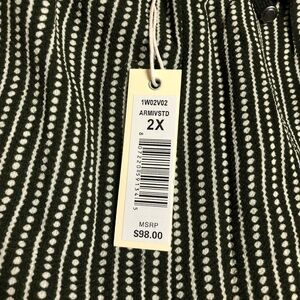 1W02V02
ARMIVSTD
2X
MSRP
$98.00